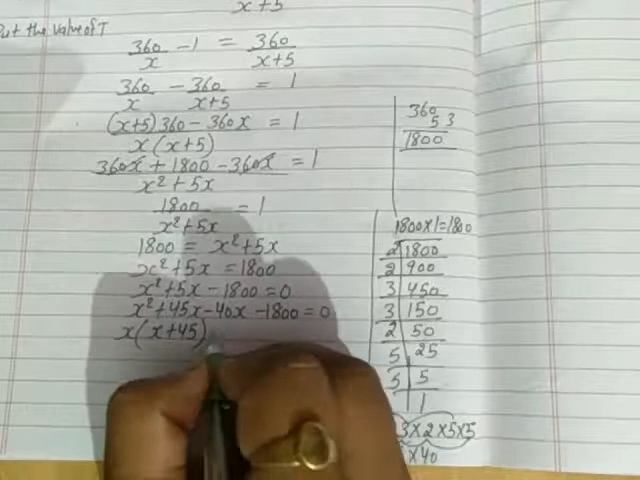 x+5
Put the value of T
360/x - 1 = 360/x+5
360/x - 360/x+5 = 1
(x+5)360 - 360x / x(x+5) = 1
360x + 1800 - 360x / x² + 5x = 1
1800 / x² + 5x = 1
1800 = x² + 5x
x² + 5x = 1800
x² + 5x - 1800 = 0
x² + 45x - 40x - 1800 = 0
x(x+45)
360
5 3
1800
1800 x 1 = 1800
2 | 1800
2 | 900
3 | 450
3 | 150
2 | 50
5 | 25
5 | 5
1
3 x 2 x 5 x 5
x 40